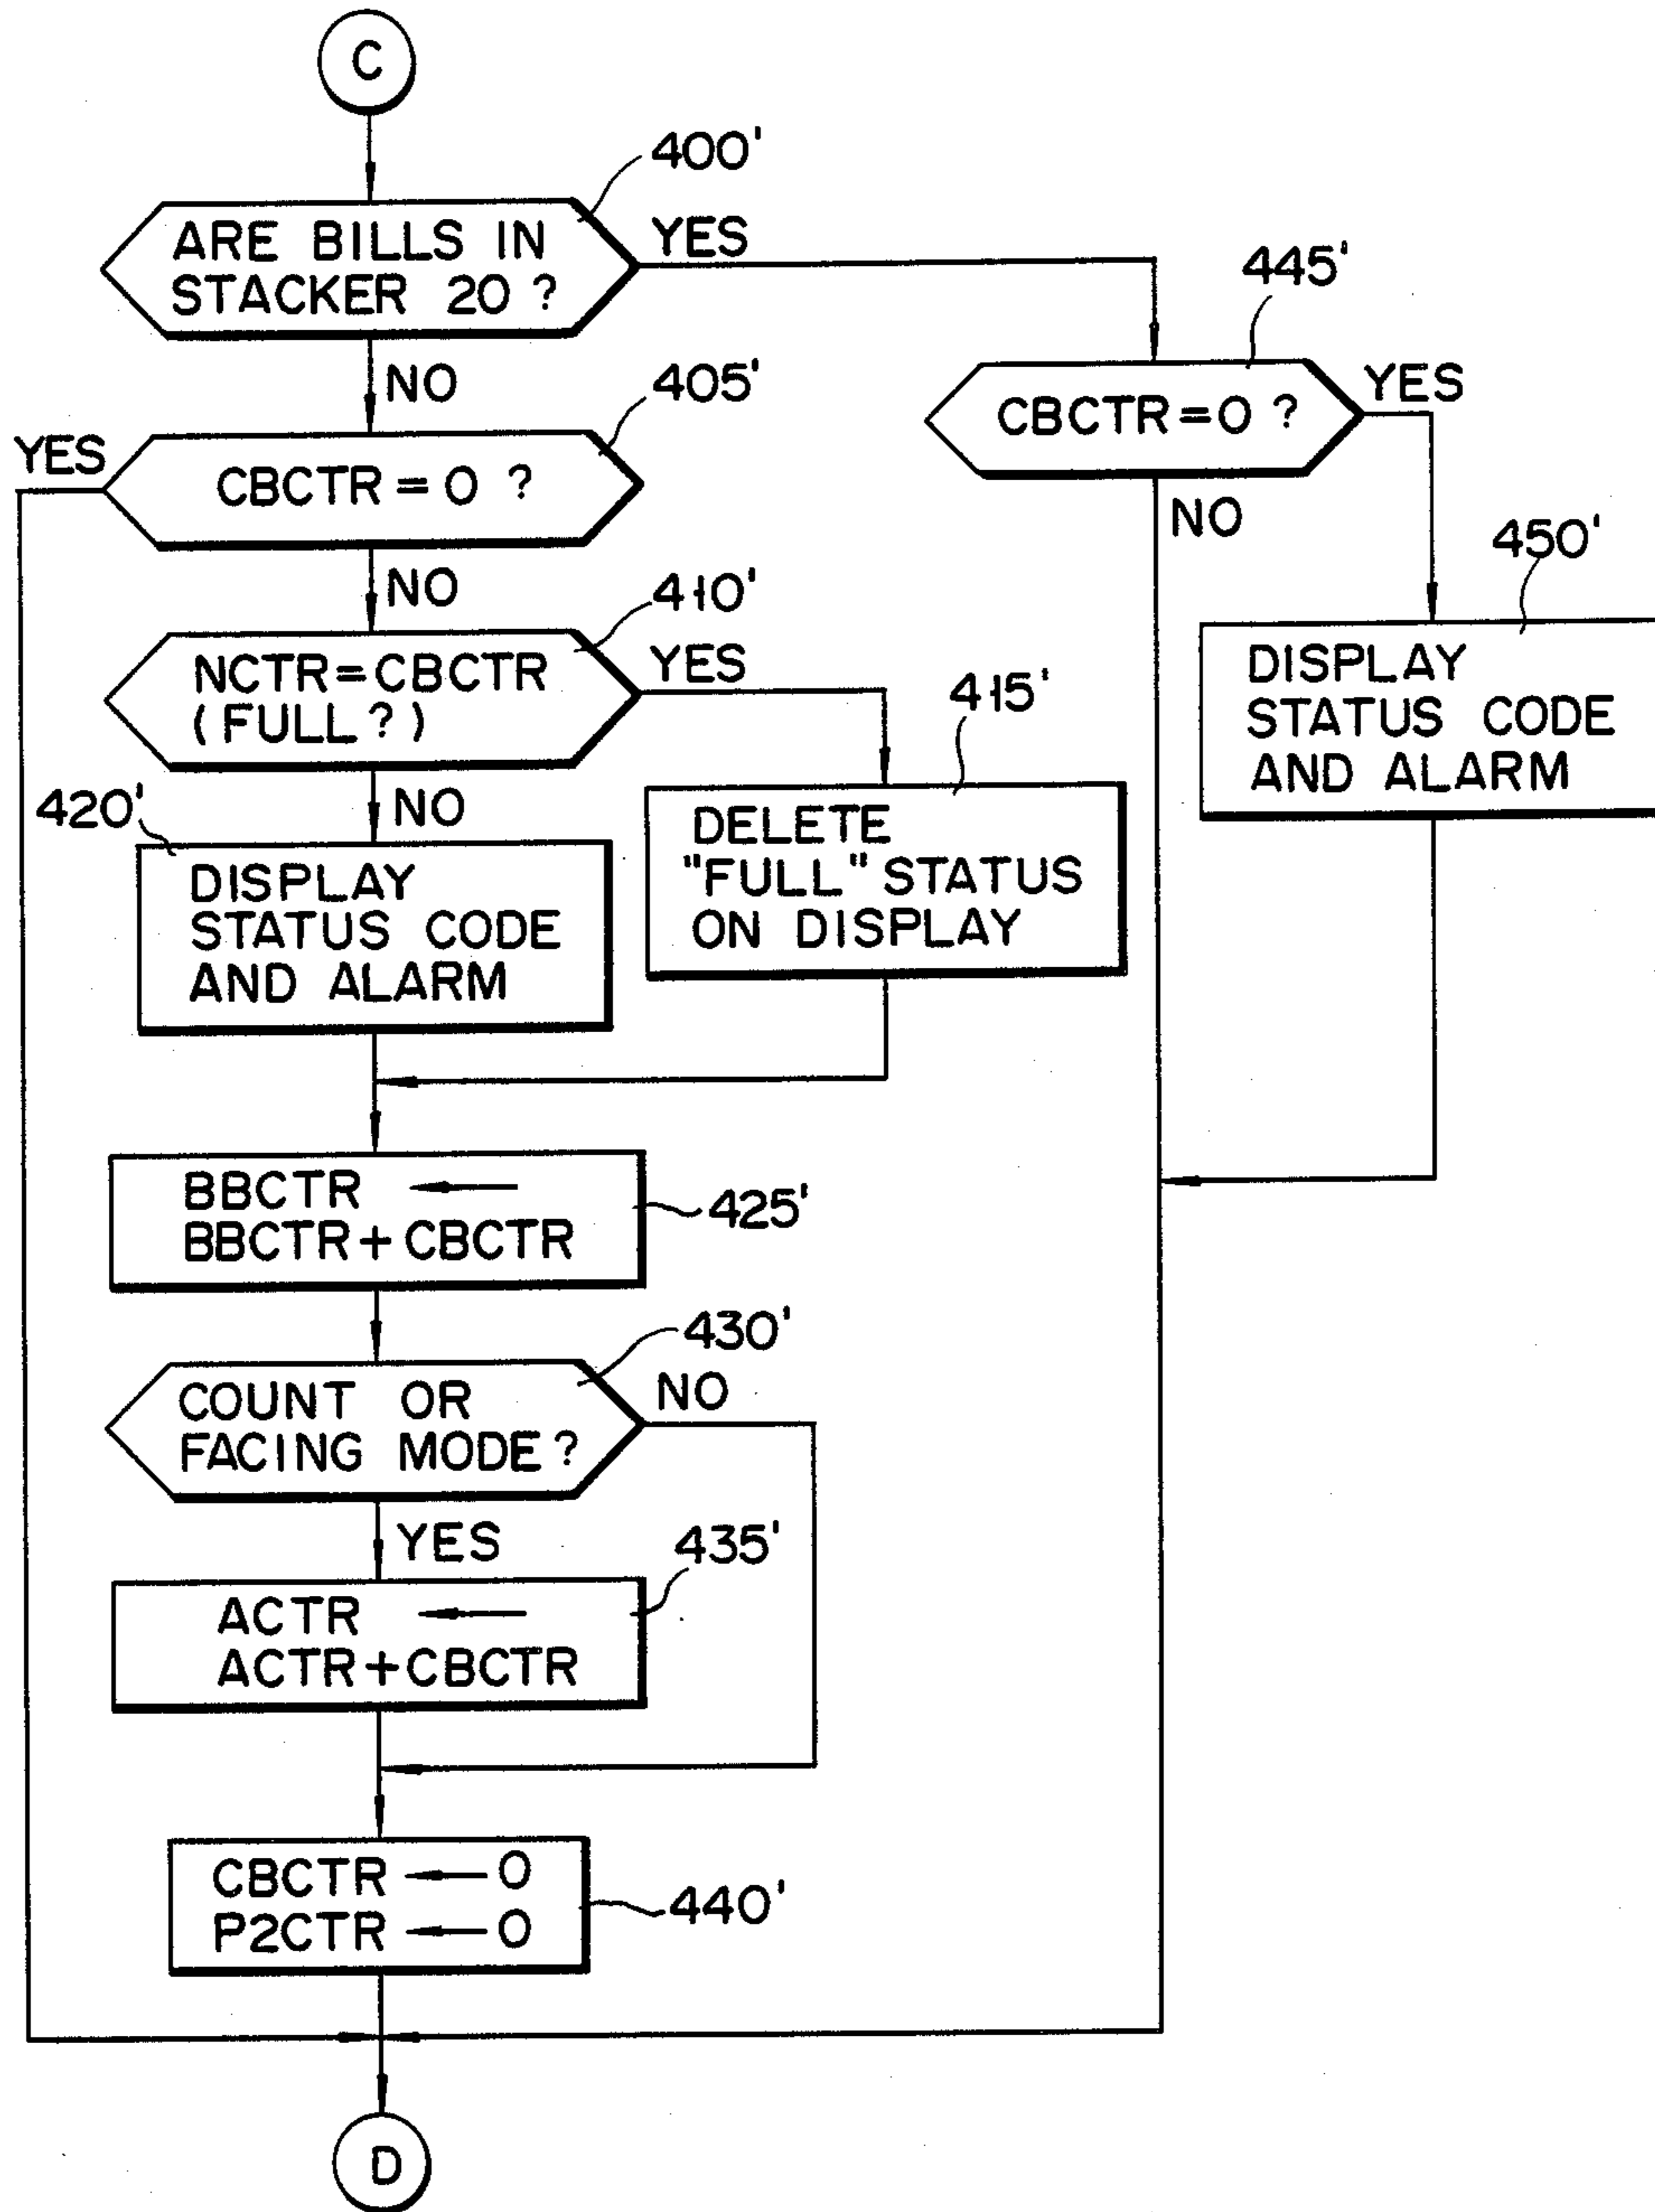 C
400'
ARE BILLS IN
STACKER 20 ?
YES
445'
NO
405'
CBCTR = 0 ?
YES
YES
CBCTR = 0 ?
NO
450'
NO
410'
NCTR = CBCTR
( FULL ? )
YES
415'
DISPLAY
STATUS CODE
AND ALARM
420'
NO
DELETE
"FULL" STATUS
ON DISPLAY
DISPLAY
STATUS CODE
AND ALARM
BBCTR ←
BBCTR + CBCTR
425'
430'
COUNT OR
FACING MODE ?
NO
YES
435'
ACTR ←
ACTR + CBCTR
CBCTR ← 0
P2CTR ← 0
440'
D